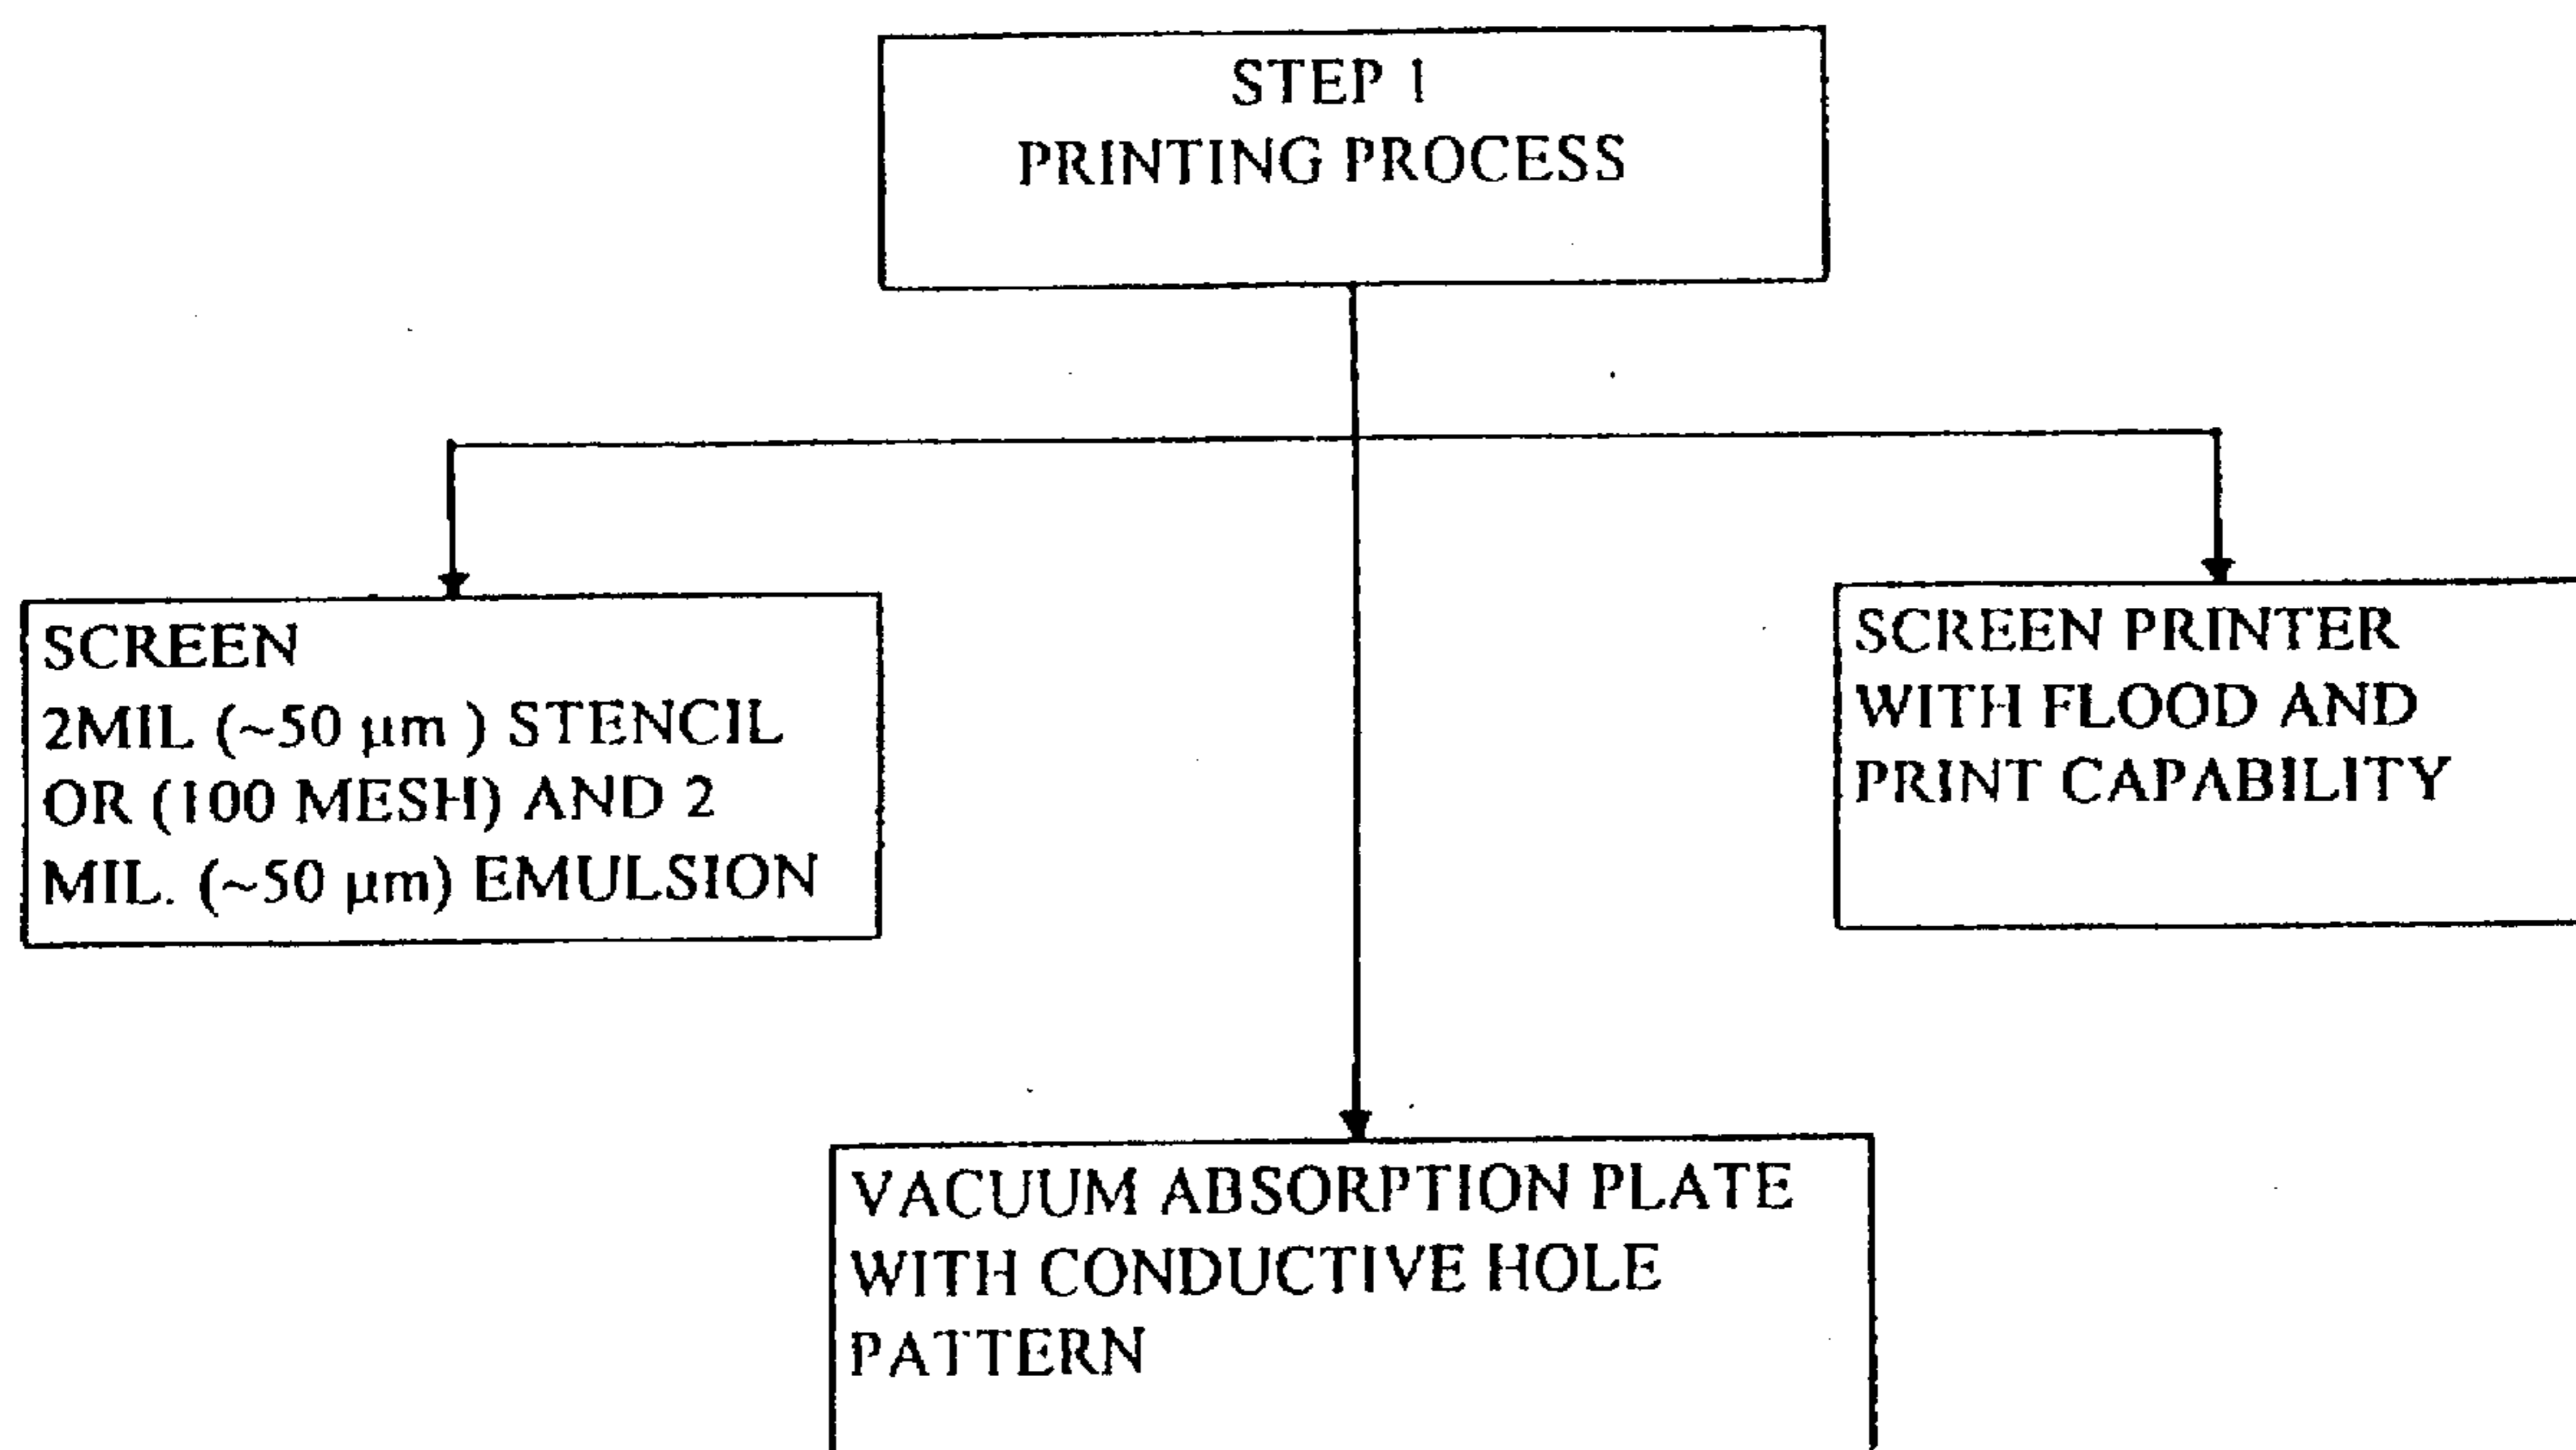 STEP 1
PRINTING PROCESS
SCREEN
2MIL (~50 μm ) STENCIL
OR (100 MESH) AND 2
MIL. (~50 μm) EMULSION
SCREEN PRINTER
WITH FLOOD AND
PRINT CAPABILITY
VACUUM ABSORPTION PLATE
WITH CONDUCTIVE HOLE
PATTERN